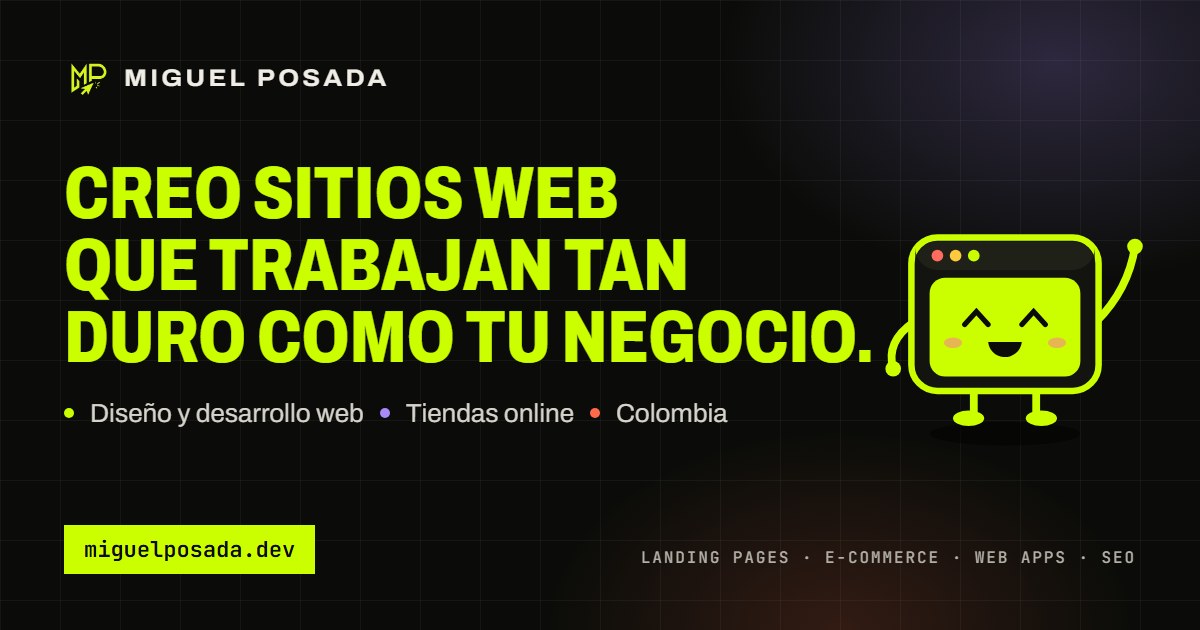 MP MIGUEL POSADA
CREO SITIOS WEB
QUE TRABAJAN TAN
DURO COMO TU NEGOCIO.
Diseño y desarrollo web • Tiendas online • Colombia
miguelposada.dev
LANDING PAGES · E-COMMERCE · WEB APPS · SEO